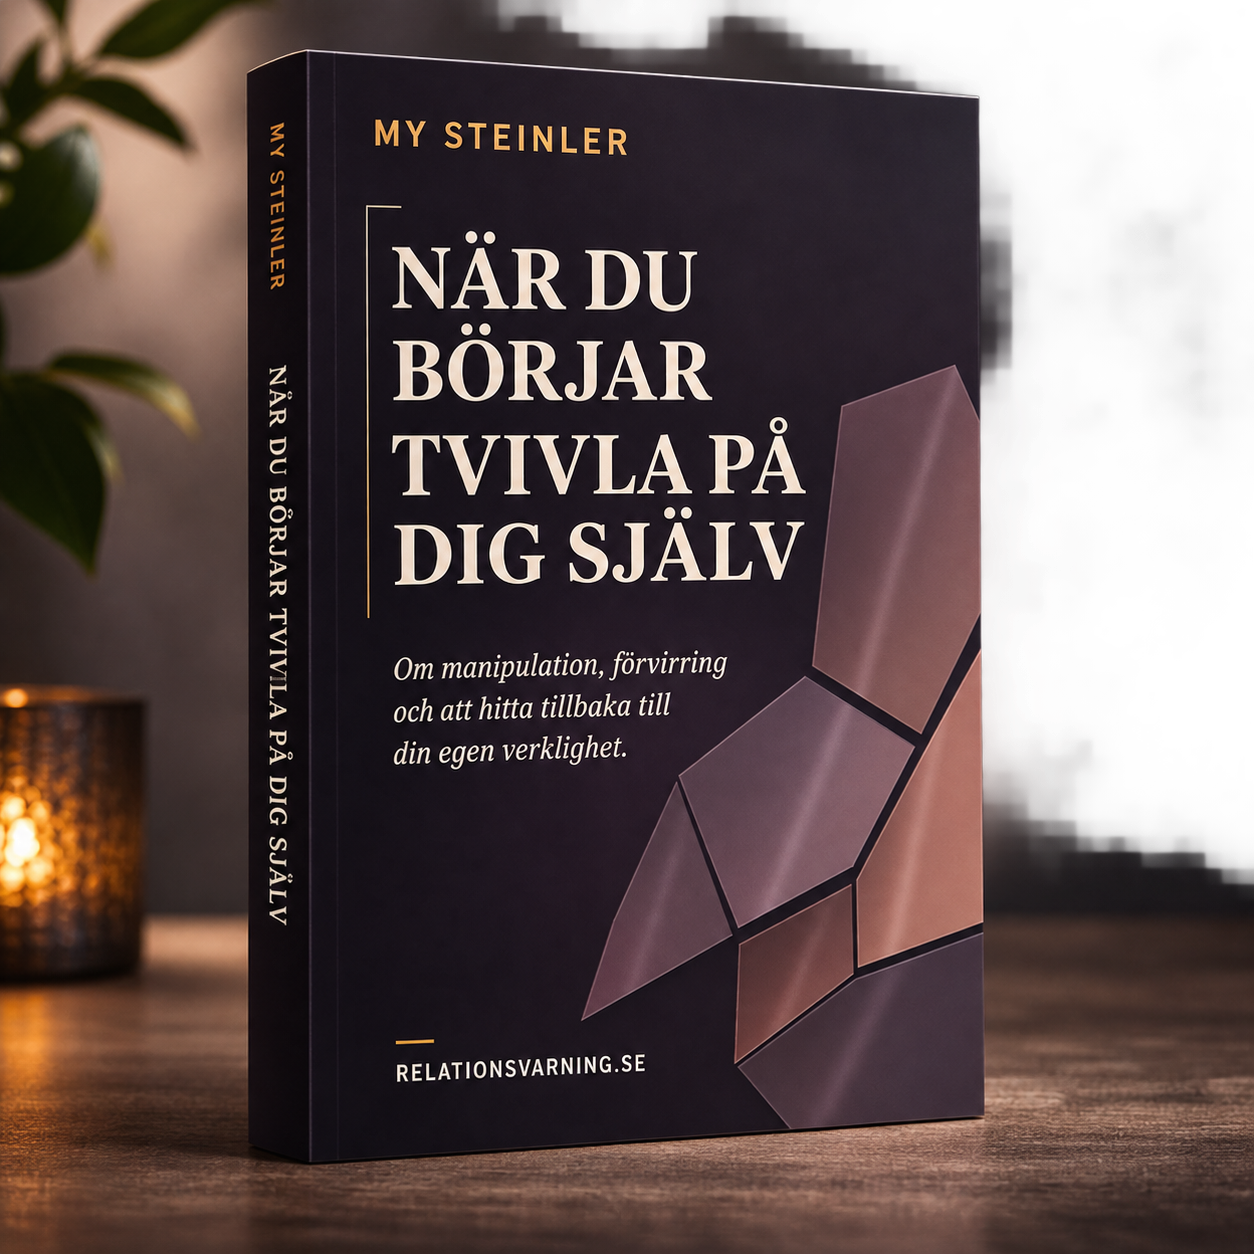 MY STEINLER
NÄR DU
BÖRJAR
TVIVLA PÅ
DIG SJÄLV
Om manipulation, förvirring
och att hitta tillbaka till
din egen verklighet.
RELATIONSVARNING.SE
MY STEINLER
NÄR DU BÖRJAR TVIVLA PÅ DIG SJÄLV